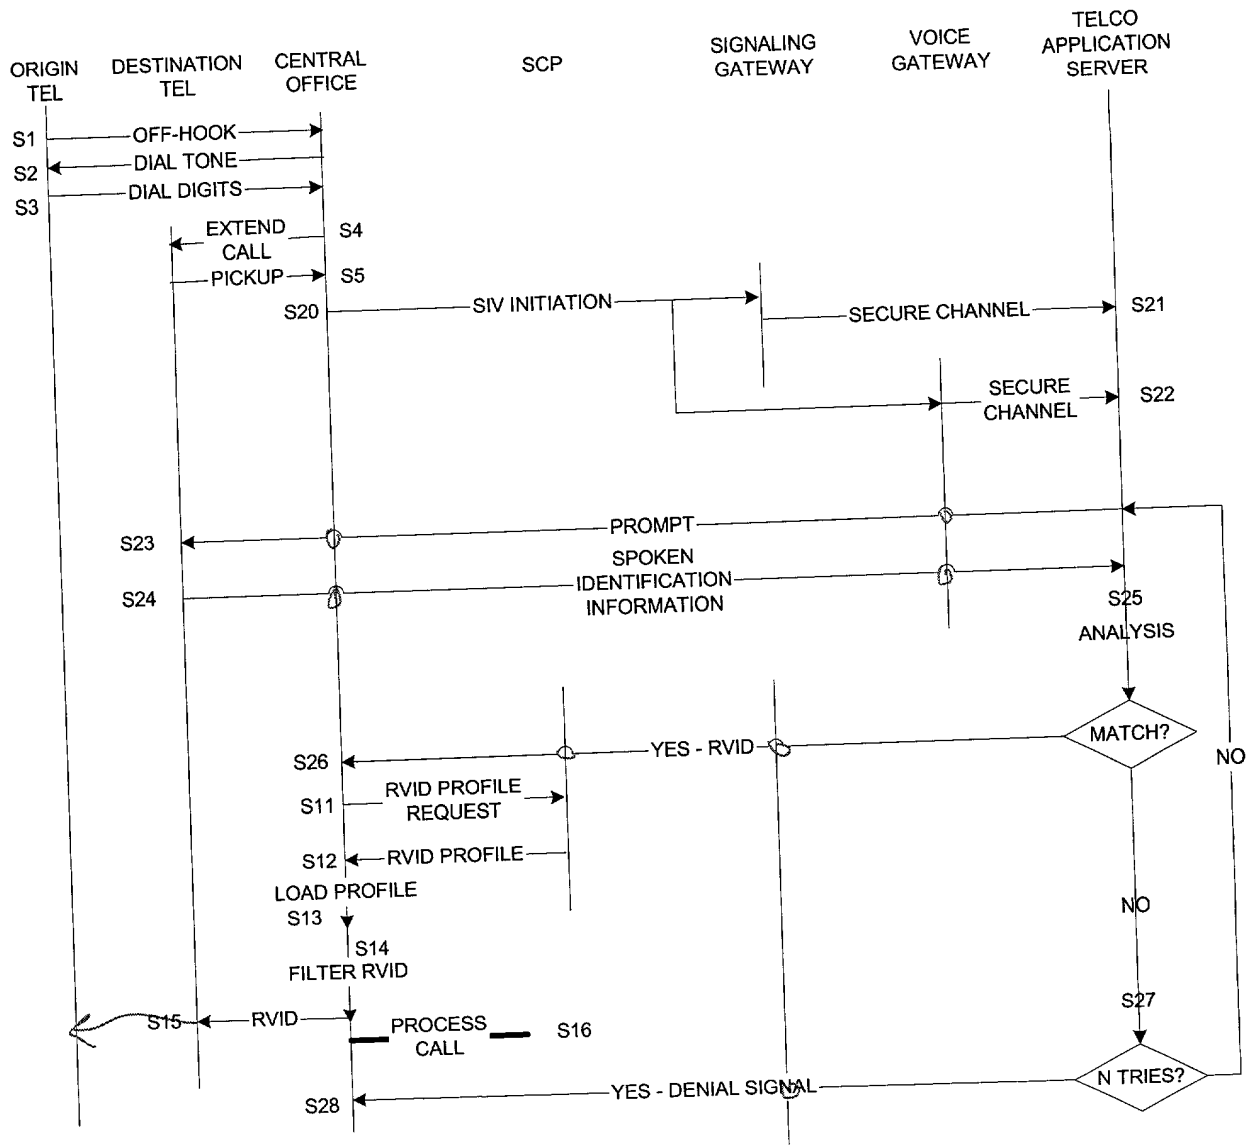 ORIGIN
TEL
DESTINATION
TEL
CENTRAL
OFFICE
SCP
SIGNALING
GATEWAY
VOICE
GATEWAY
TELCO
APPLICATION
SERVER
S1
OFF-HOOK
S2
DIAL TONE
S3
DIAL DIGITS
EXTEND
CALL
S4
PICKUP
S5
S20
SIV INITIATION
SECURE CHANNEL
S21
SECURE
CHANNEL
S22
S23
PROMPT
S24
SPOKEN
IDENTIFICATION
INFORMATION
S25
ANALYSIS
MATCH?
NO
S26
YES - RVID
S11
RVID PROFILE
REQUEST
S12
RVID PROFILE
LOAD PROFILE
S13
S14
FILTER RVID
NO
S27
S15
RVID
PROCESS
CALL
S16
N TRIES?
S28
YES - DENIAL SIGNAL